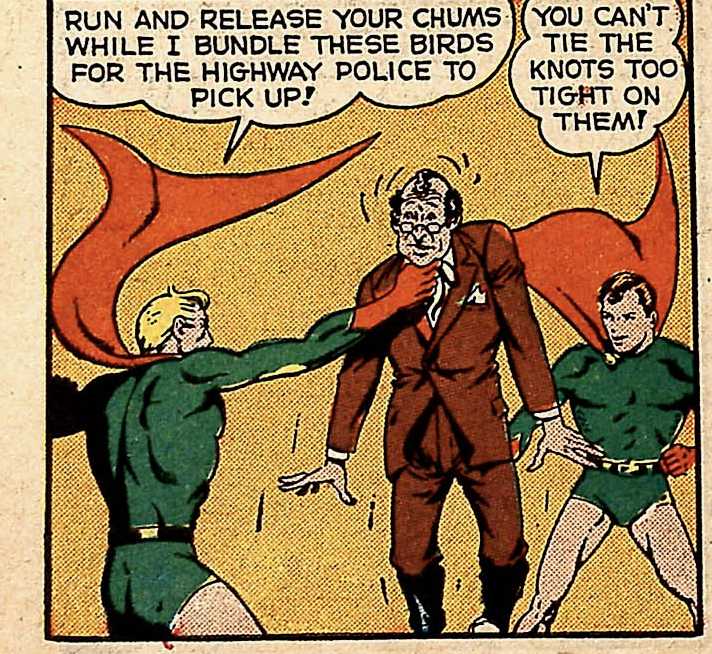 RUN AND RELEASE YOUR CHUMS
WHILE I BUNDLE THESE BIRDS
FOR THE HIGHWAY POLICE TO
PICK UP!
YOU CAN'T
TIE THE
KNOTS TOO
TIGHT ON
THEM!